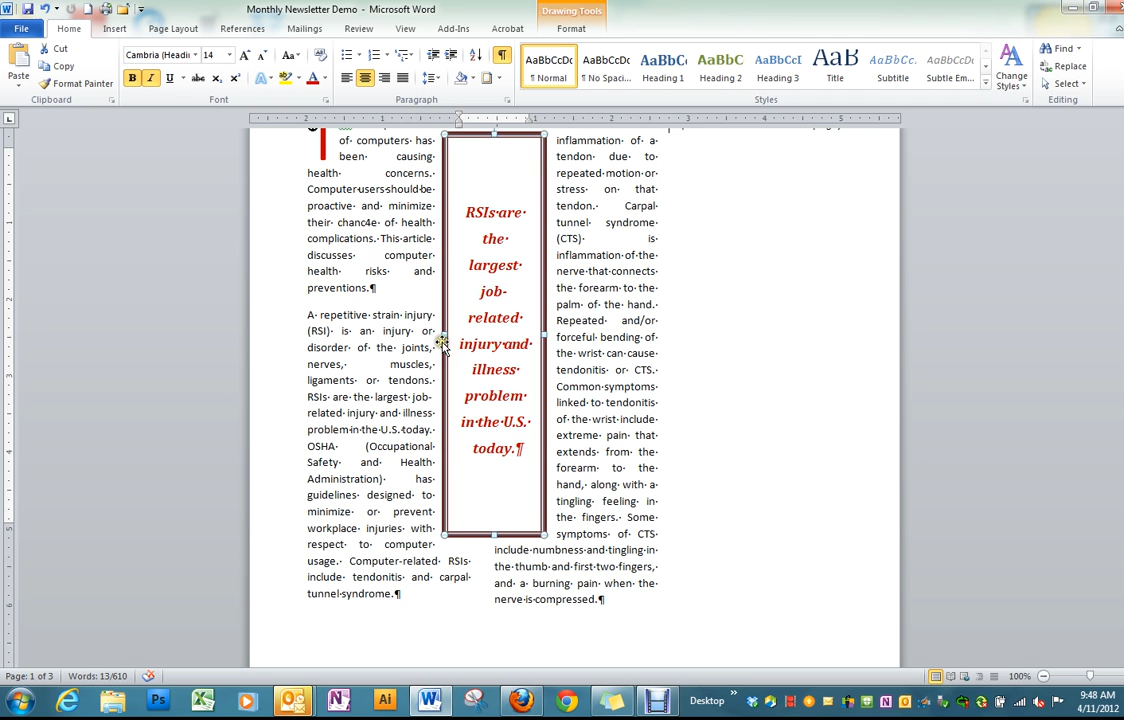 Monthly Newsletter Demo - Microsoft Word
Drawing Tools
File Home Insert Page Layout References Mailings Review View Add-Ins Acrobat Format
Paste
Cut
Copy
Format Painter
Clipboard
Cambria (Headi 14
Font
Paragraph
AaBbCcDc AaBbCcDc AaBbC AaBbC AaBbCcI AaB AaBbCc. AaBbCcDc
¶ Normal ¶ No Spaci... Heading 1 Heading 2 Heading 3 Title Subtitle Subtle Em...
Styles
Change
Styles
Find
Replace
Select
Editing
of computers has
been causing
health concerns.
Computer users should be
proactive and minimize
their chanc4e of health
complications. This article
discusses computer
health risks and
preventions.¶
A repetitive strain injury
(RSI) is an injury or
disorder of the joints,
nerves, muscles,
ligaments or tendons.
RSIs are the largest job-
related injury and illness
problem in the U.S. today.
OSHA (Occupational
Safety and Health
Administration) has
guidelines designed to
minimize or prevent
workplace injuries with
respect to computer
usage. Computer-related RSIs
include tendonitis and carpal
tunnel syndrome.¶
RSIs are
the
largest
job-
related
injury and
illness
problem
in the U.S.
today.¶
inflammation of a
tendon due to
repeated motion or
stress on that
tendon. Carpal
tunnel syndrome
(CTS) is
inflammation of the
nerve that connects
the forearm to the
palm of the hand.
Repeated and/or
forceful bending of
the wrist can cause
tendonitis or CTS.
Common symptoms
linked to tendonitis
of the wrist include
extreme pain that
extends from the
forearm to the
hand, along with a
tingling feeling in
the fingers. Some
symptoms of CTS
include numbness and tingling in
the thumb and first two fingers,
and a burning pain when the
nerve is compressed.¶
Page: 1 of 3 Words: 13/610 100%
Desktop
9:48 AM
4/11/2012